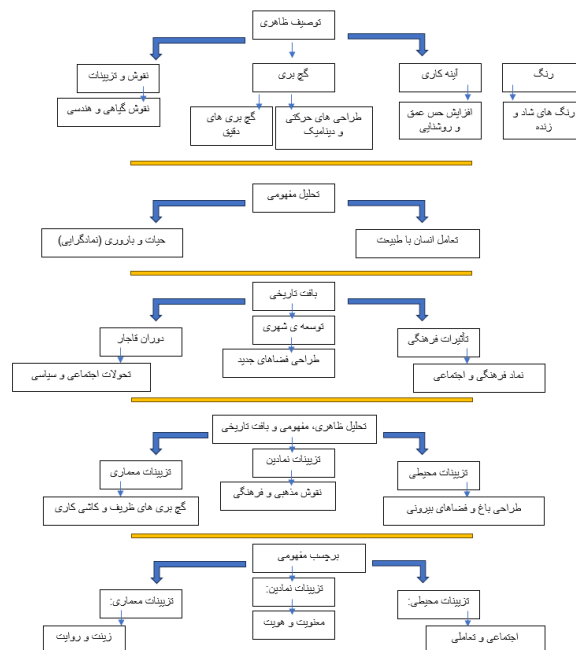 توصیف ظاهری
رنگ
آینه کاری
گچ بری
نقوش و تزیینات
رنگ های شاد و
زنده
افزایش حس عمق
و روشنایی
طراحی های حرکتی
و دینامیک
گچ بری های
دقیق
نقوش گیاهی و هندسی
تحلیل مفهومی
تعامل انسان با طبیعت
حیات و باروری (نمادگرایی)
بافت تاریخی
تأثیرات فرهنگی
توسعه ی شهری
دوران قاجار
نماد فرهنگی و اجتماعی
طراحی فضاهای جدید
تحولات اجتماعی و سیاسی
تحلیل ظاهری، مفهومی و بافت تاریخی
تزیینات محیطی
تزیینات نمادین
تزیینات معماری
طراحی باغ و فضاهای بیرونی
نقوش مذهبی و فرهنگی
گچ بری های ظریف و کاشی کاری
برچسب مفهومی
تزیینات محیطی:
تزیینات نمادین:
تزیینات معماری:
اجتماعی و تعاملی
معنویت و هویت
زینت و روایت